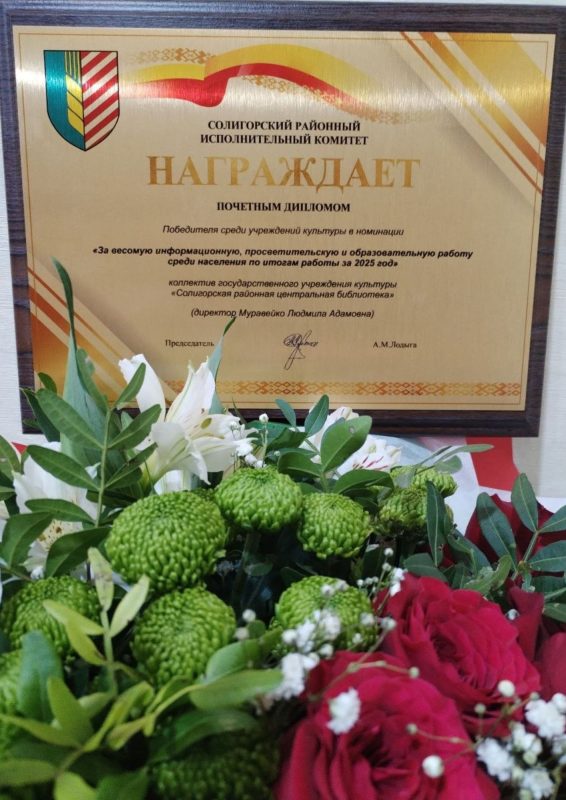 СОЛИГОРСКИЙ РАЙОННЫЙ
ИСПОЛНИТЕЛЬНЫЙ КОМИТЕТ
НАГРАЖДАЕТ
ПОЧЕТНЫМ ДИПЛОМОМ
Победителя среди учреждений культуры в номинации
«За весомую информационную, просветительскую и образовательную работу
среди населения по итогам работы за 2025 год»
коллектив государственного учреждения культуры
«Солигорская районная центральная библиотека»
(директор Муравейко Людмила Адамовна)
Председатель А.М.Лодыга